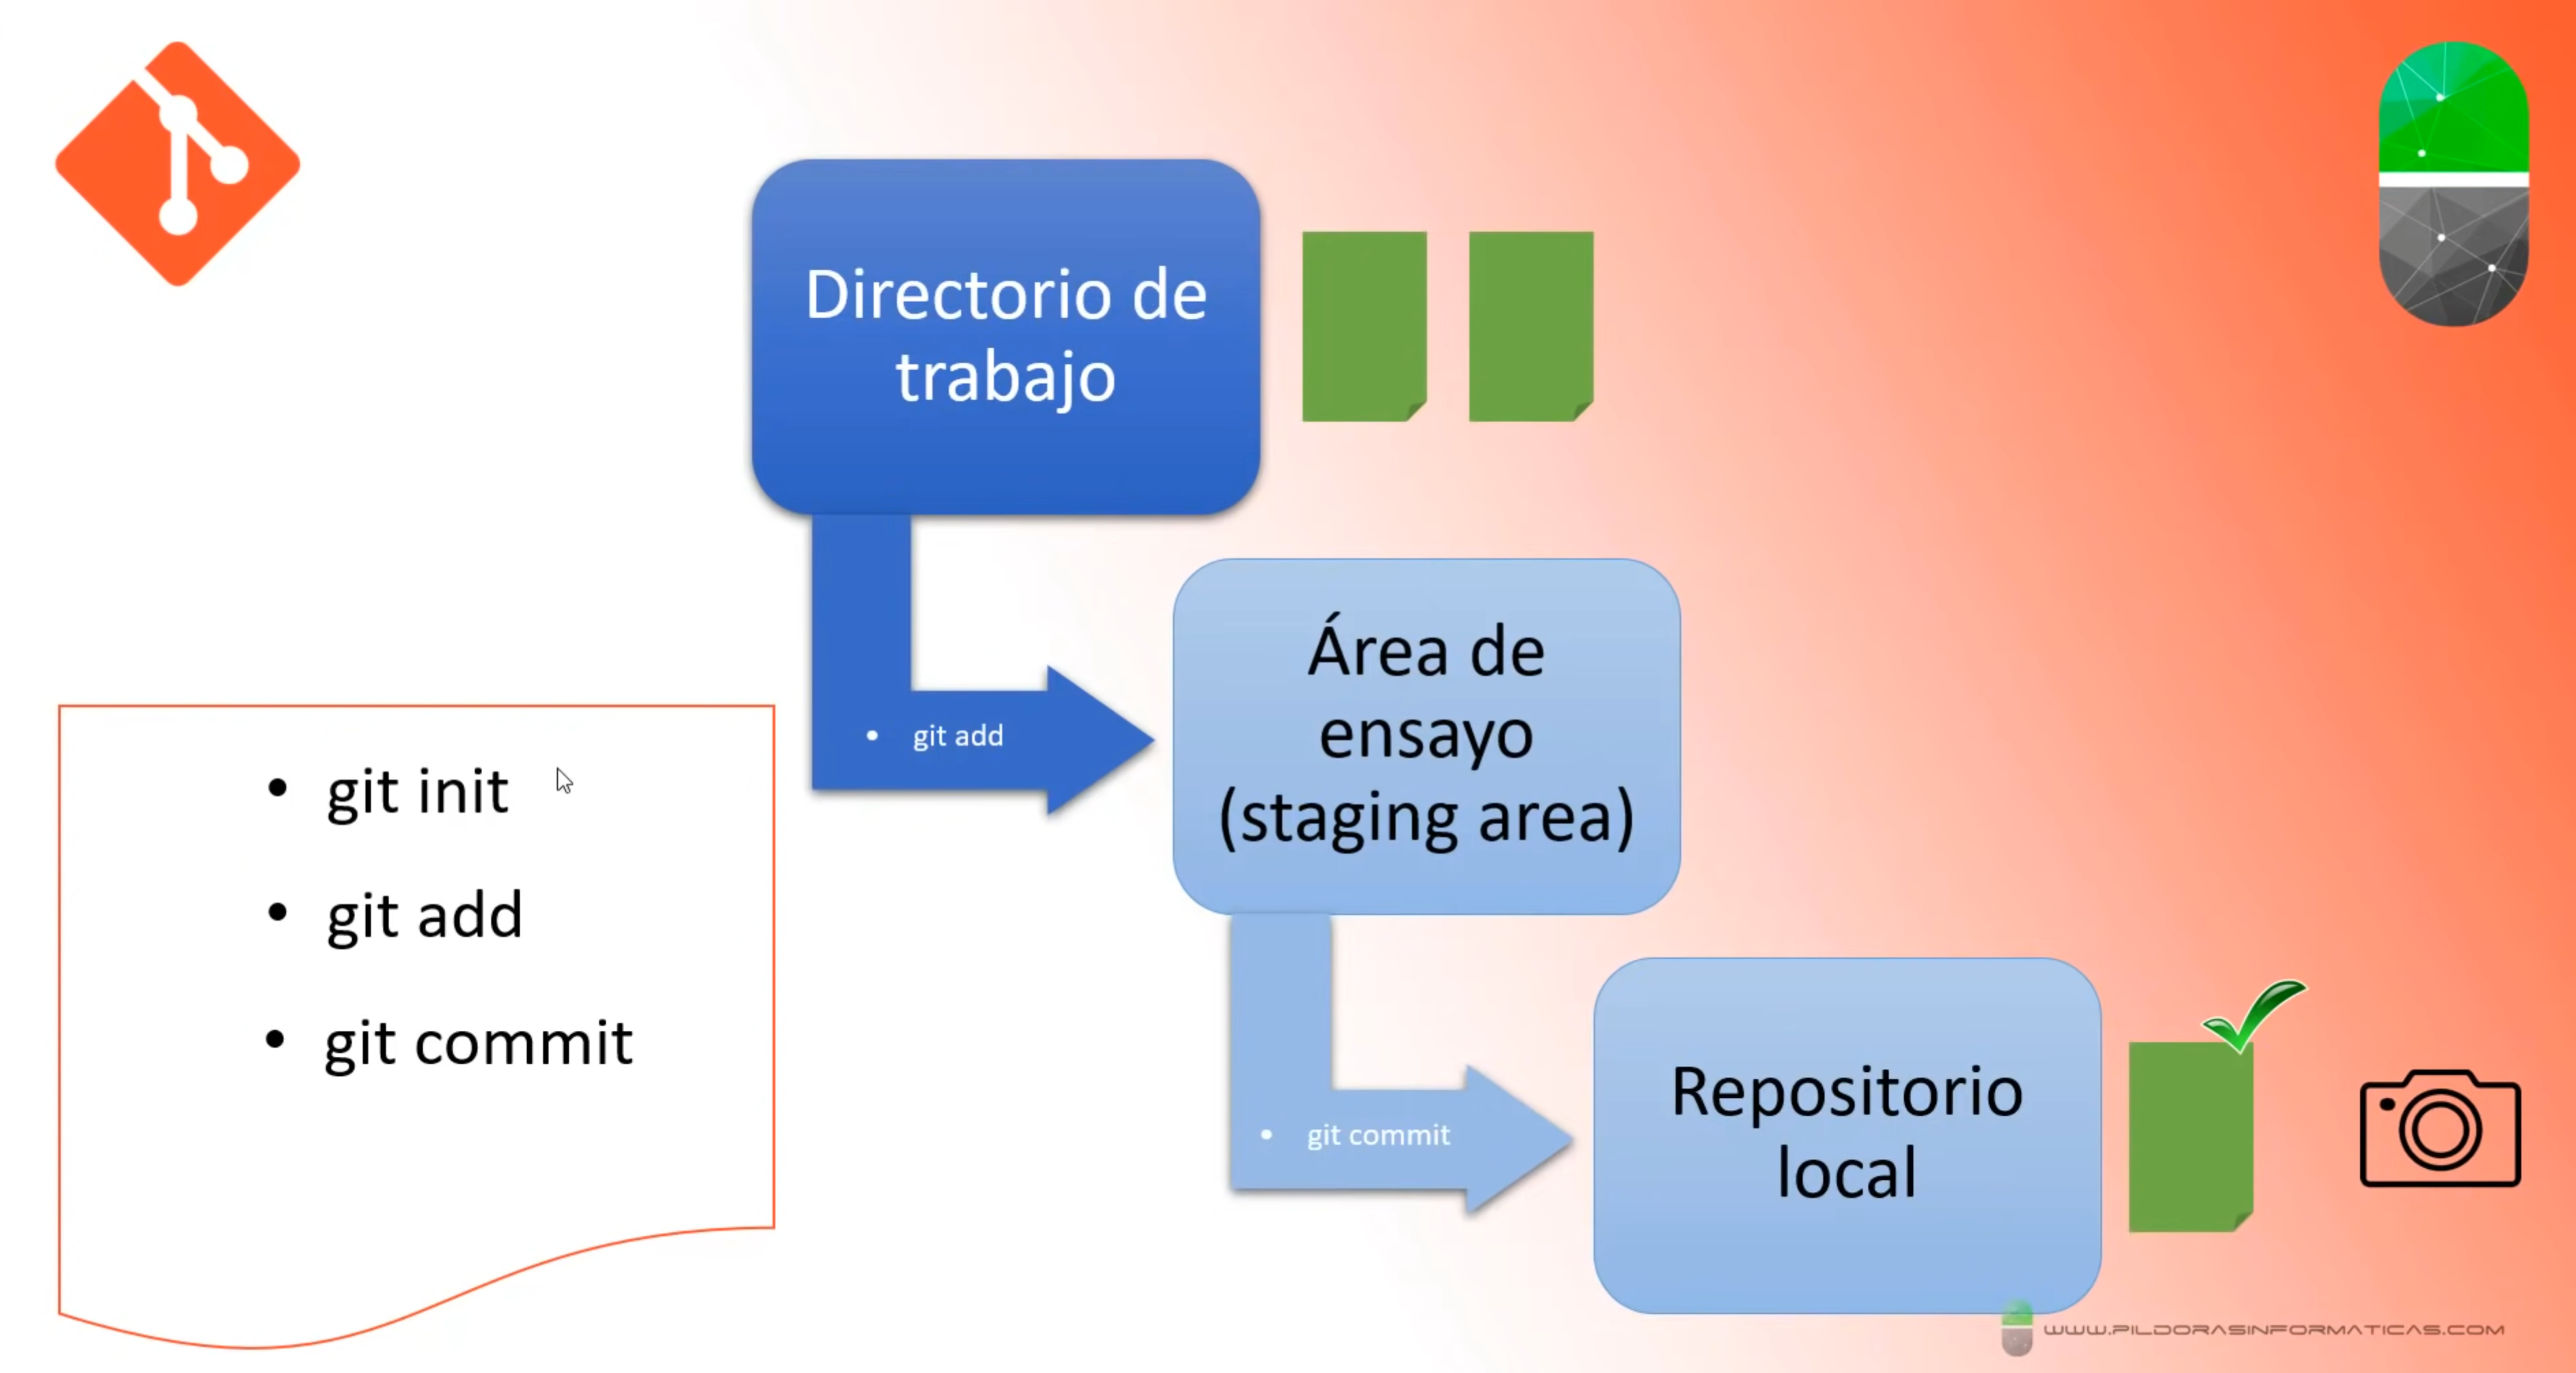 Directorio de
trabajo
• git add
Área de
ensayo
(staging area)
• git init
• git add
• git commit
• git commit
Repositorio
local
WWW.PILDORASINFORMATICAS.COM